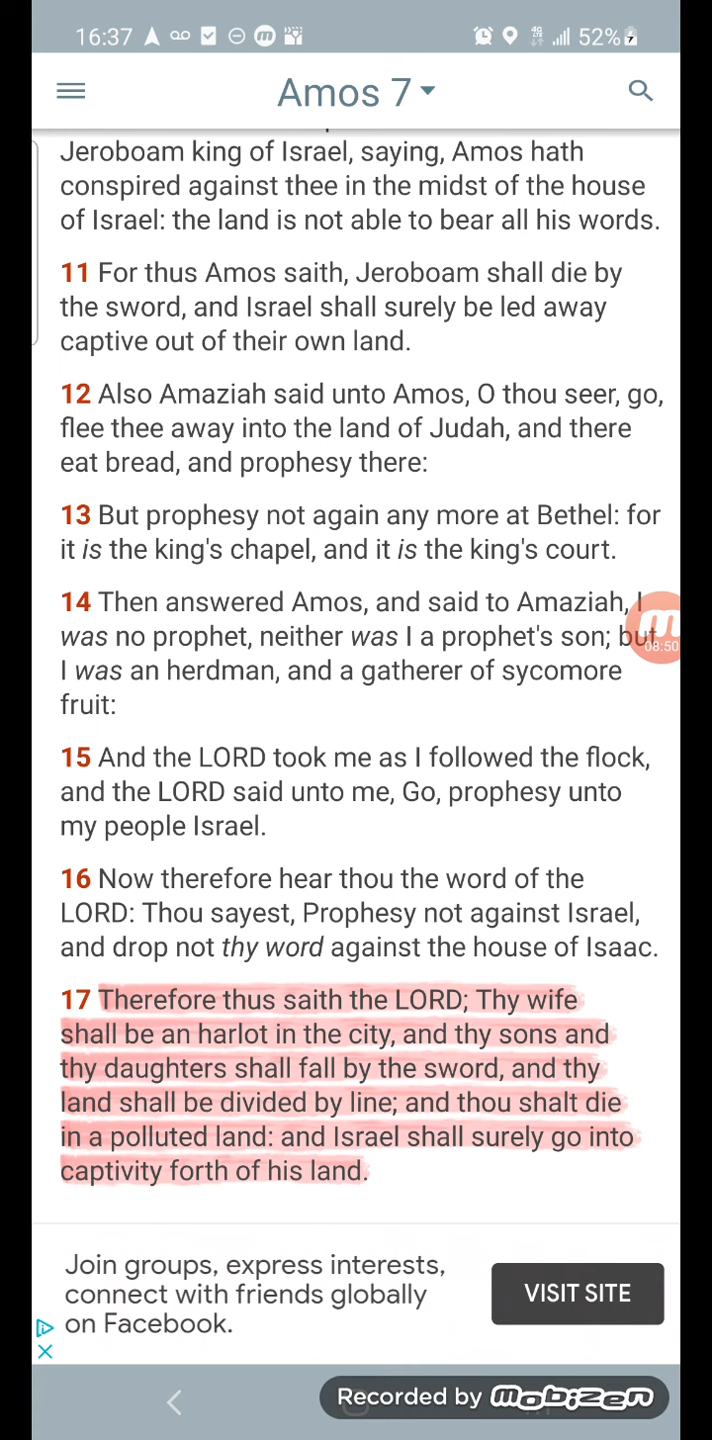 16:37 52%
Amos 7
Jeroboam king of Israel, saying, Amos hath
conspired against thee in the midst of the house
of Israel: the land is not able to bear all his words.
11 For thus Amos saith, Jeroboam shall die by
the sword, and Israel shall surely be led away
captive out of their own land.
12 Also Amaziah said unto Amos, O thou seer, go,
flee thee away into the land of Judah, and there
eat bread, and prophesy there:
13 But prophesy not again any more at Bethel: for
it is the king's chapel, and it is the king's court.
14 Then answered Amos, and said to Amaziah, I
was no prophet, neither was I a prophet's son; but
08:50
I was an herdman, and a gatherer of sycomore
fruit:
15 And the LORD took me as I followed the flock,
and the LORD said unto me, Go, prophesy unto
my people Israel.
16 Now therefore hear thou the word of the
LORD: Thou sayest, Prophesy not against Israel,
and drop not thy word against the house of Isaac.
17 Therefore thus saith the LORD; Thy wife
shall be an harlot in the city, and thy sons and
thy daughters shall fall by the sword, and thy
land shall be divided by line; and thou shalt die
in a polluted land: and Israel shall surely go into
captivity forth of his land.
Join groups, express interests,
connect with friends globally
on Facebook.
VISIT SITE
Recorded by mobizen